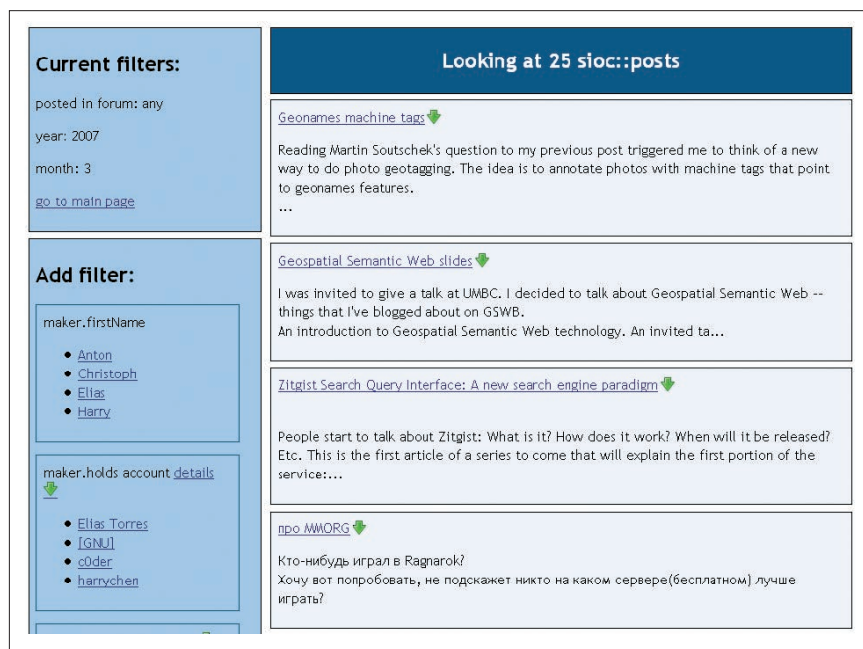 Current filters:
posted in forum: any
year: 2007
month: 3
go to main page
Add filter:
maker.firstName
Anton
Christoph
Elias
Harry
maker.holds account details
Elias Torres
[GNU]
c0der
harrychen
Looking at 25 sioc::posts
Geonames machine tags
Reading Martin Soutschek's question to my previous post triggered me to think of a new
way to do photo geotagging. The idea is to annotate photos with machine tags that point
to geonames features.
...
Geospatial Semantic Web slides
I was invited to give a talk at UMBC. I decided to talk about Geospatial Semantic Web --
things that I've blogged about on GSWB.
An introduction to Geospatial Semantic Web technology. An invited ta...
Zitgist Search Query Interface: A new search engine paradigm
People start to talk about Zitgist: What is it? How does it work? When will it be released?
Etc. This is the first article of a series to come that will explain the first portion of the
service:...
про MMORG
Кто-нибудь играл в Ragnarok?
Хочу вот попробовать, не подскажет никто на каком сервере(бесплатном) лучше
играть?